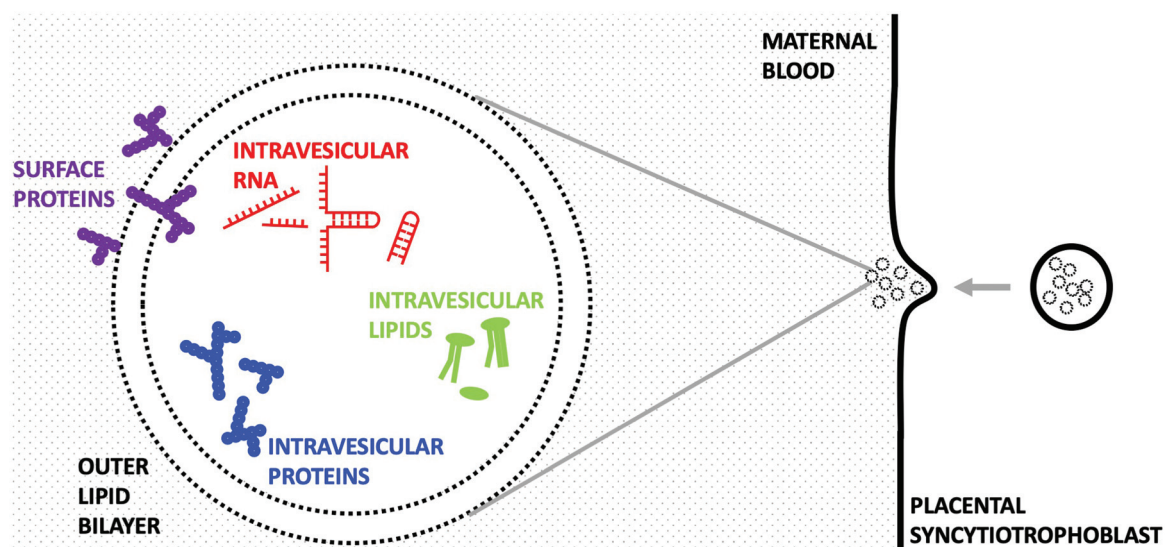 MATERNAL
BLOOD
SURFACE
PROTEINS
INTRAVESICULAR
RNA
INTRAVESICULAR
LIPIDS
INTRAVESICULAR
PROTEINS
OUTER
LIPID
BILAYER
PLACENTAL
SYNCYTIOTROPHOBLAST